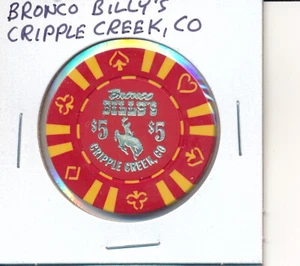 BRONCO BILLY'S
CRIPPLE CREEK, CO
Bronco
BILLY'S
$5 $5
CRIPPLE CREEK, CO